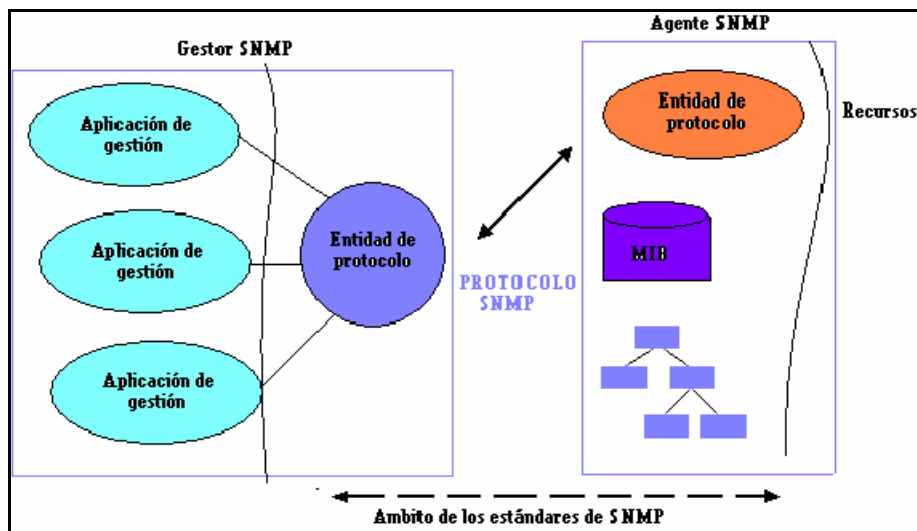 Agente SNMP
Gestor SNMP
Aplicación de
gestión
Aplicación de
gestión
Aplicación de
gestión
Entidad de
protocolo
PROTOCOLO
SNMP
Entidad de
protocolo
Recursos
MIB
Ambito de los estándares de SNMP